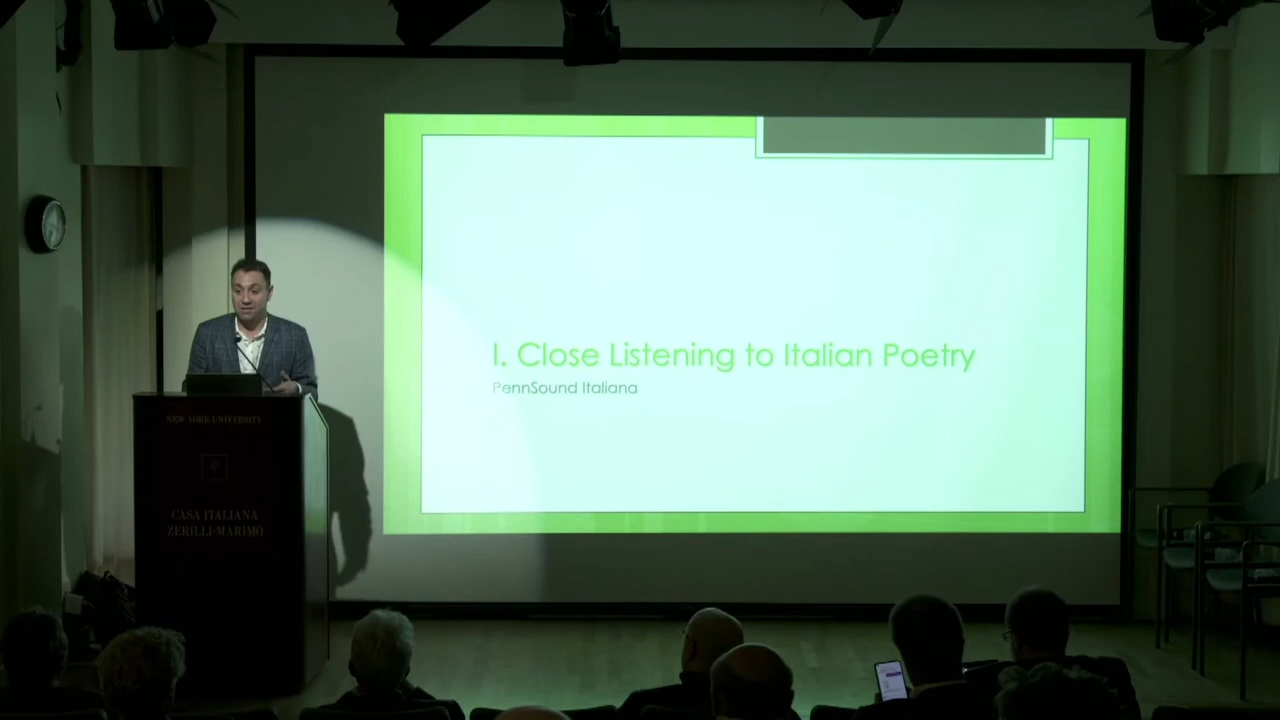 I. Close Listening to Italian Poetry
PennSound Italiana
NEW YORK UNIVERSITY
CASA ITALIANA
ZERILLI-MARIMÒ